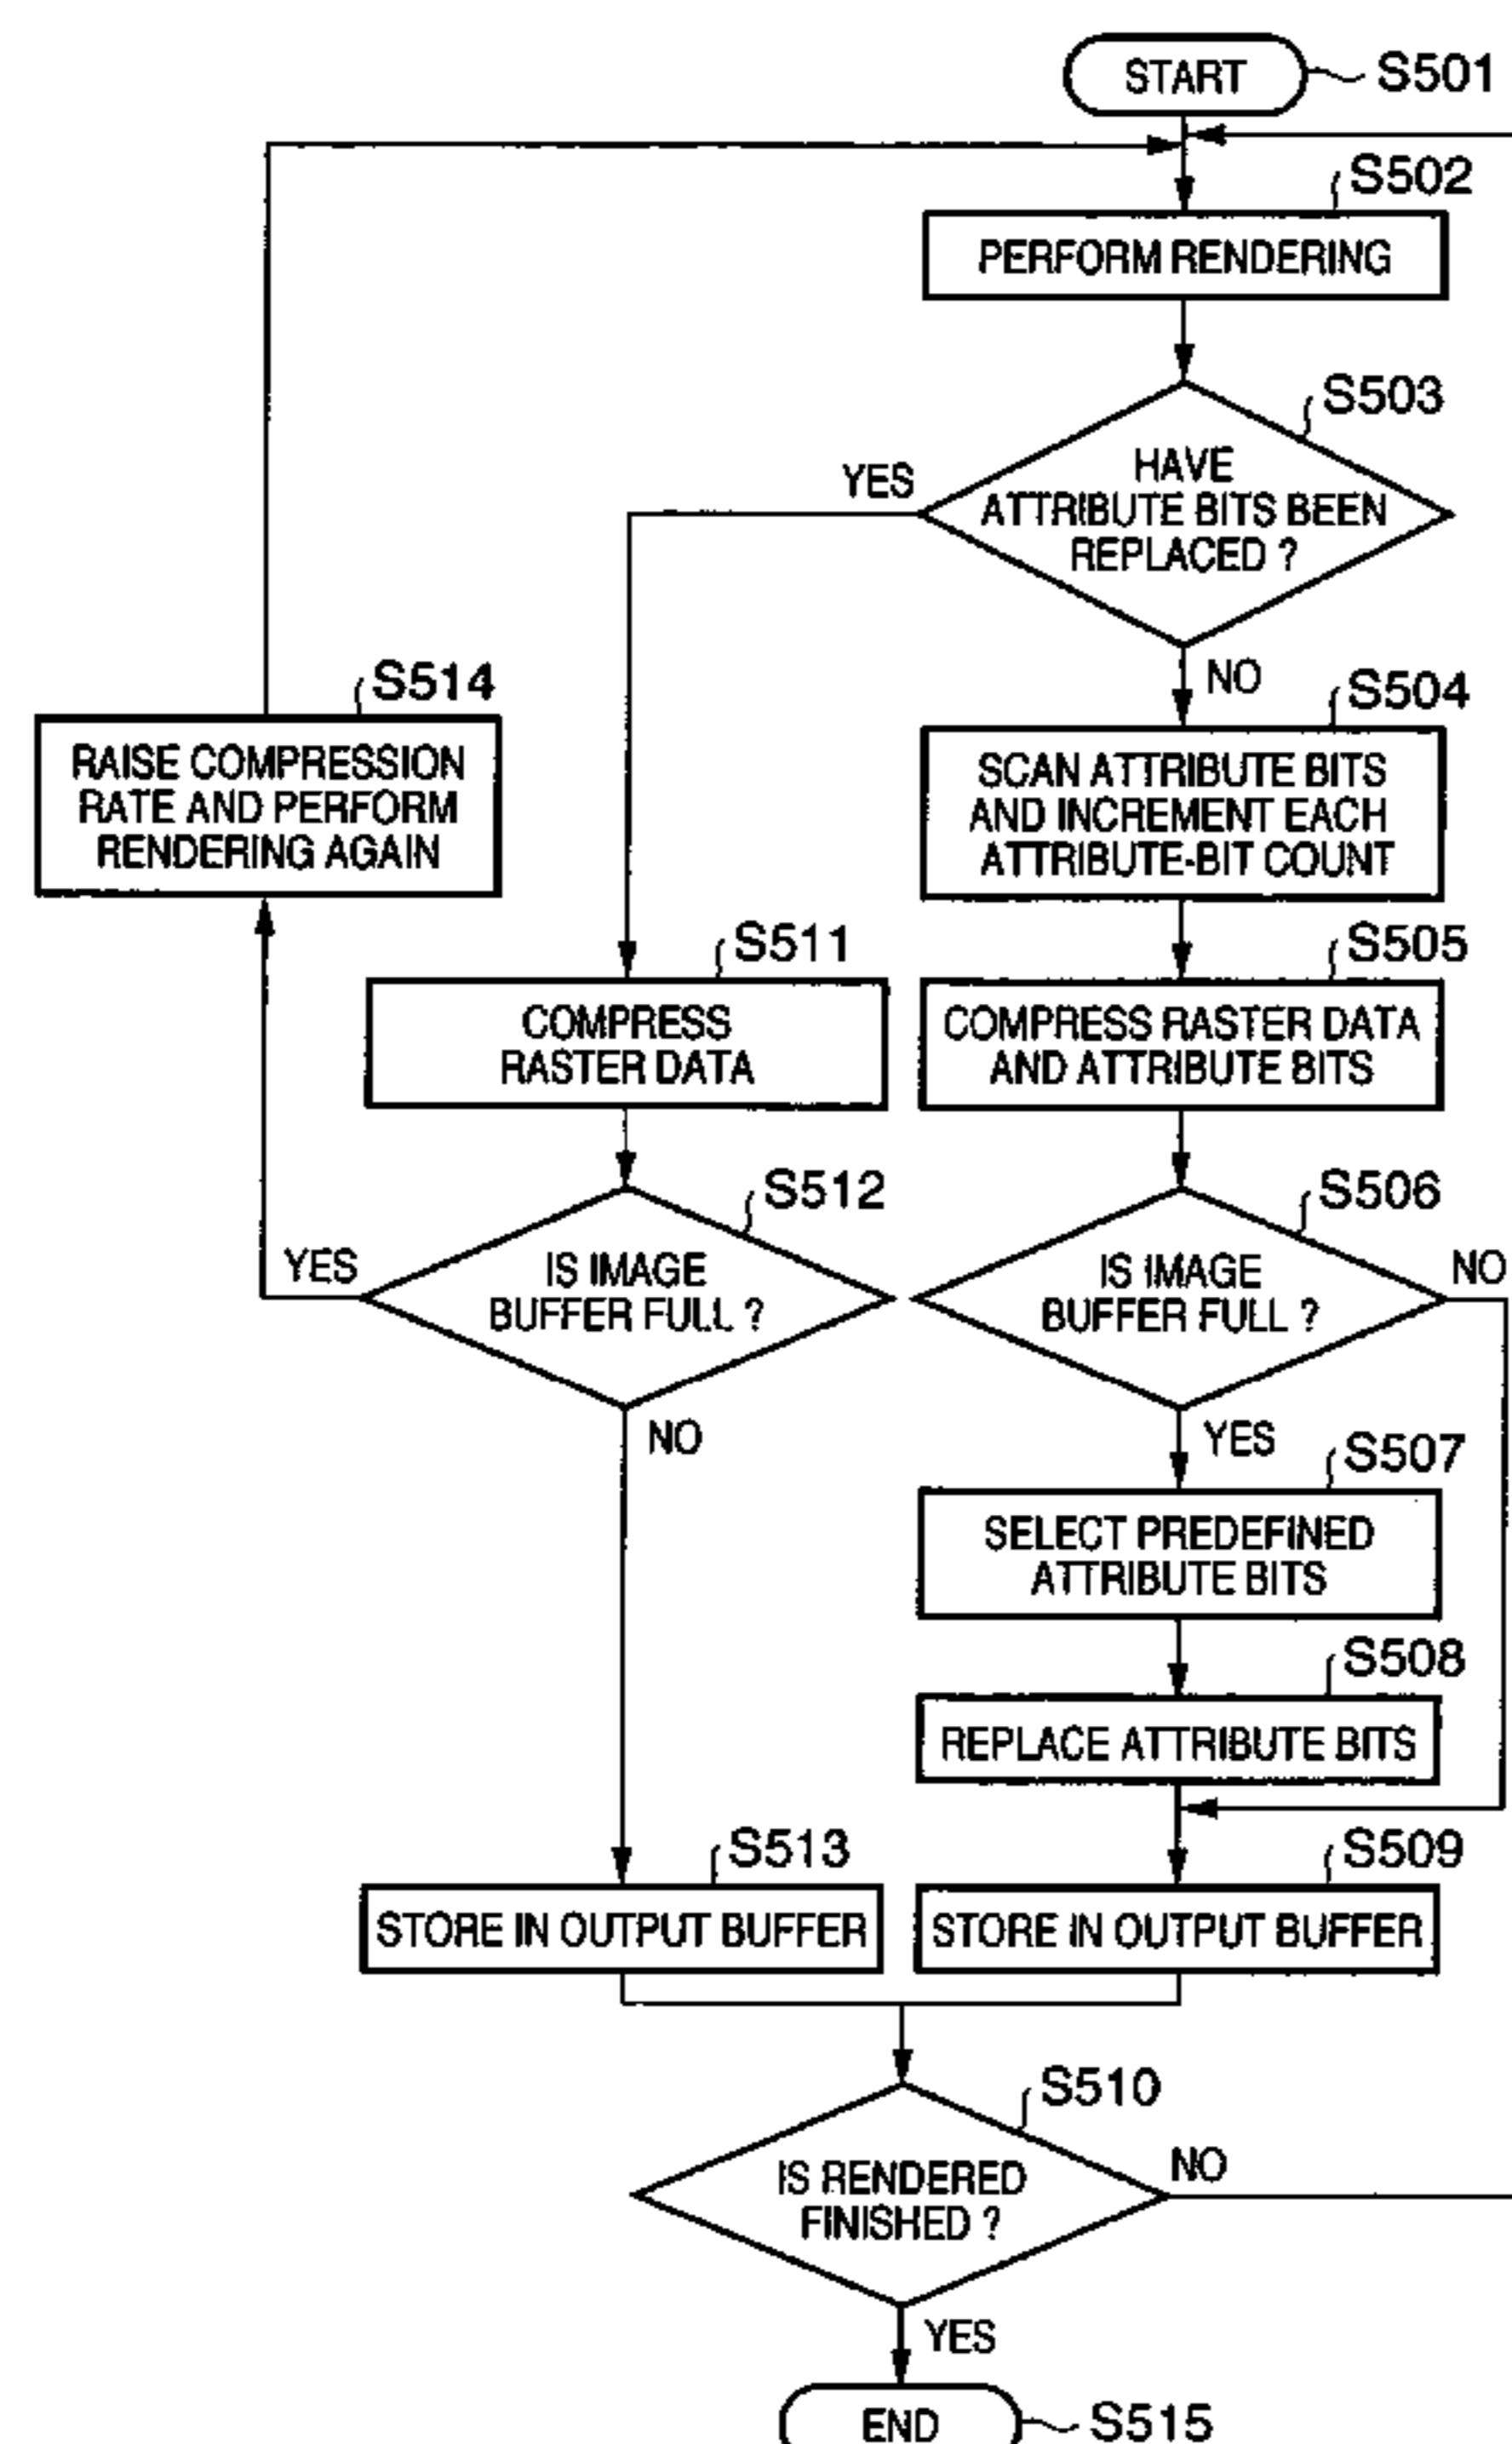 START
S501
S502
PERFORM RENDERING
S503
HAVE
ATTRIBUTE BITS BEEN
REPLACED ?
YES
NO
S514
RAISE COMPRESSION
RATE AND PERFORM
RENDERING AGAIN
S504
SCAN ATTRIBUTE BITS
AND INCREMENT EACH
ATTRIBUTE-BIT COUNT
S511
COMPRESS
RASTER DATA
S505
COMPRESS RASTER DATA
AND ATTRIBUTE BITS
S512
IS IMAGE
BUFFER FULL ?
YES
NO
S506
IS IMAGE
BUFFER FULL ?
NO
YES
S507
SELECT PREDEFINED
ATTRIBUTE BITS
S508
REPLACE ATTRIBUTE BITS
S513
STORE IN OUTPUT BUFFER
S509
STORE IN OUTPUT BUFFER
S510
IS RENDERED
FINISHED ?
NO
YES
END
S515